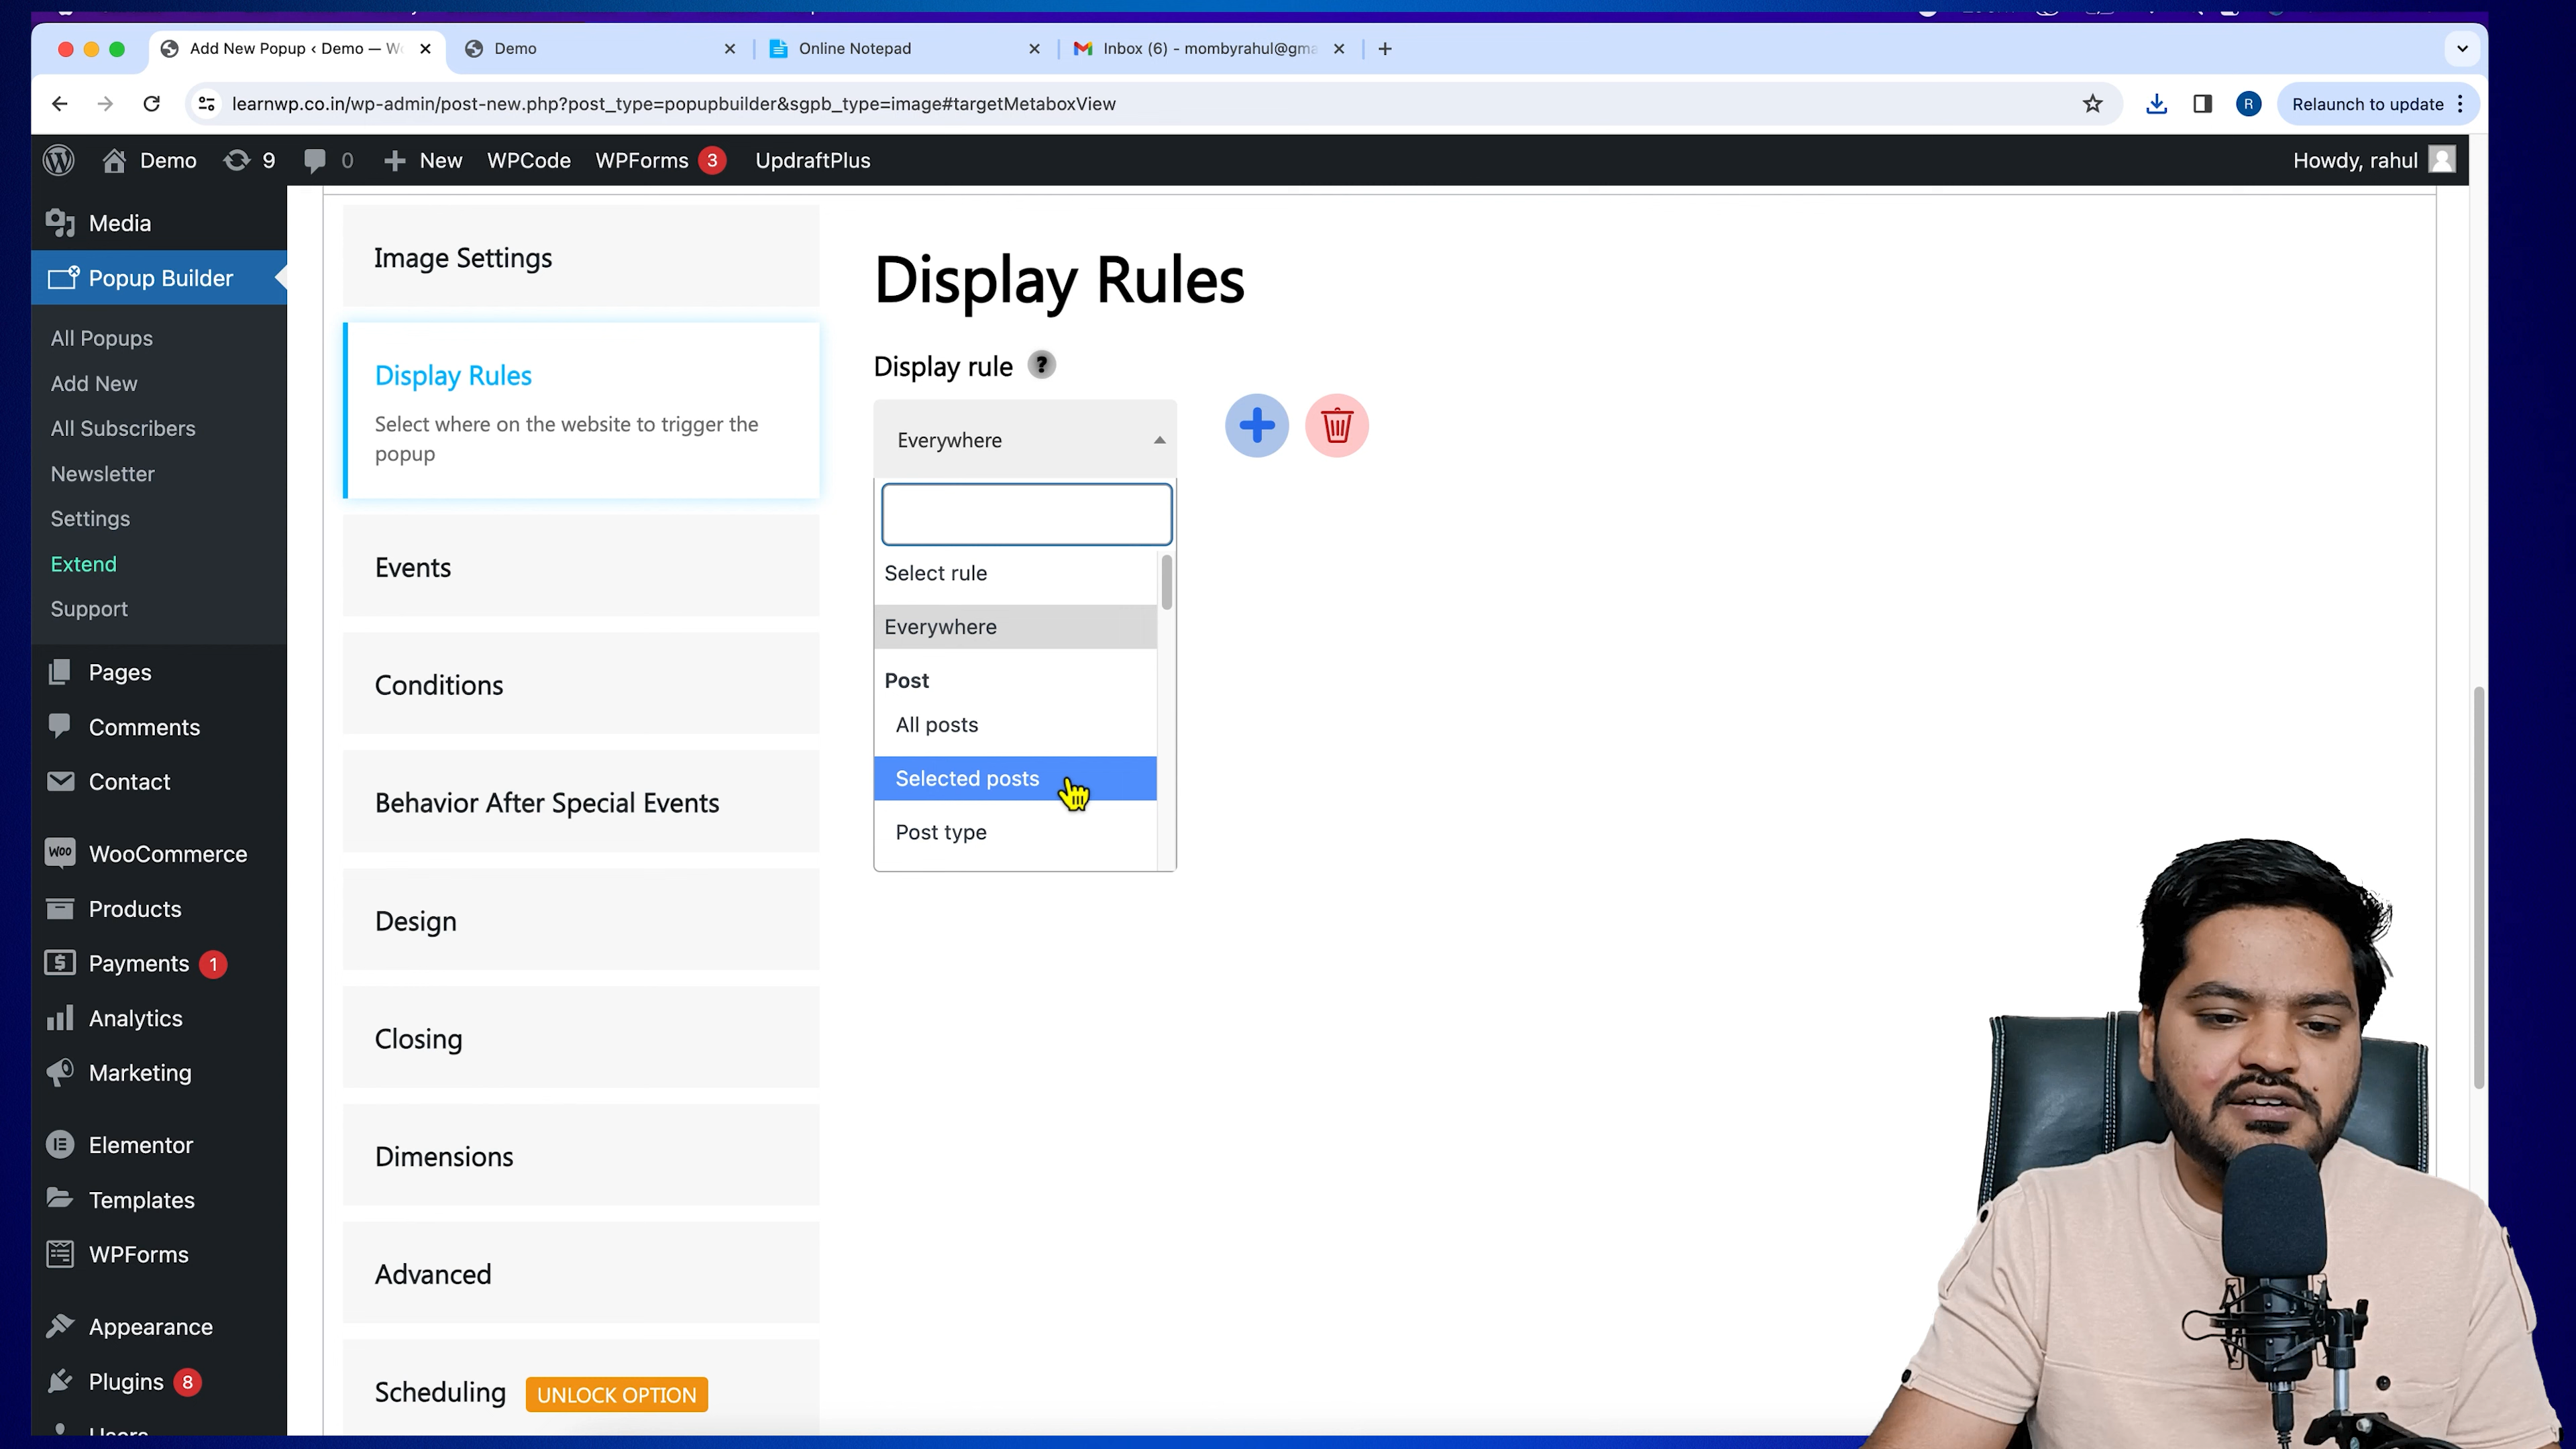 Add New Popup ‹ Demo — W
Demo
Online Notepad
Inbox (6) - mombyrahul@gma
learnwp.co.in/wp-admin/post-new.php?post_type=popupbuilder&sgpb_type=image#targetMetaboxView
R
Relaunch to update
Demo
9
0
New
WPCode
WPForms 3
UpdraftPlus
Howdy, rahul
Media
Popup Builder
All Popups
Add New
All Subscribers
Newsletter
Settings
Extend
Support
Pages
Comments
Contact
WOO WooCommerce
Products
Payments 1
Analytics
Marketing
Elementor
Templates
WPForms
Appearance
Plugins 8
Image Settings
Display Rules
Select where on the website to trigger the
popup
Events
Conditions
Behavior After Special Events
Design
Closing
Dimensions
Advanced
Scheduling UNLOCK OPTION
Display Rules
Display rule ?
Everywhere
Select rule
Everywhere
Post
All posts
Selected posts
Post type